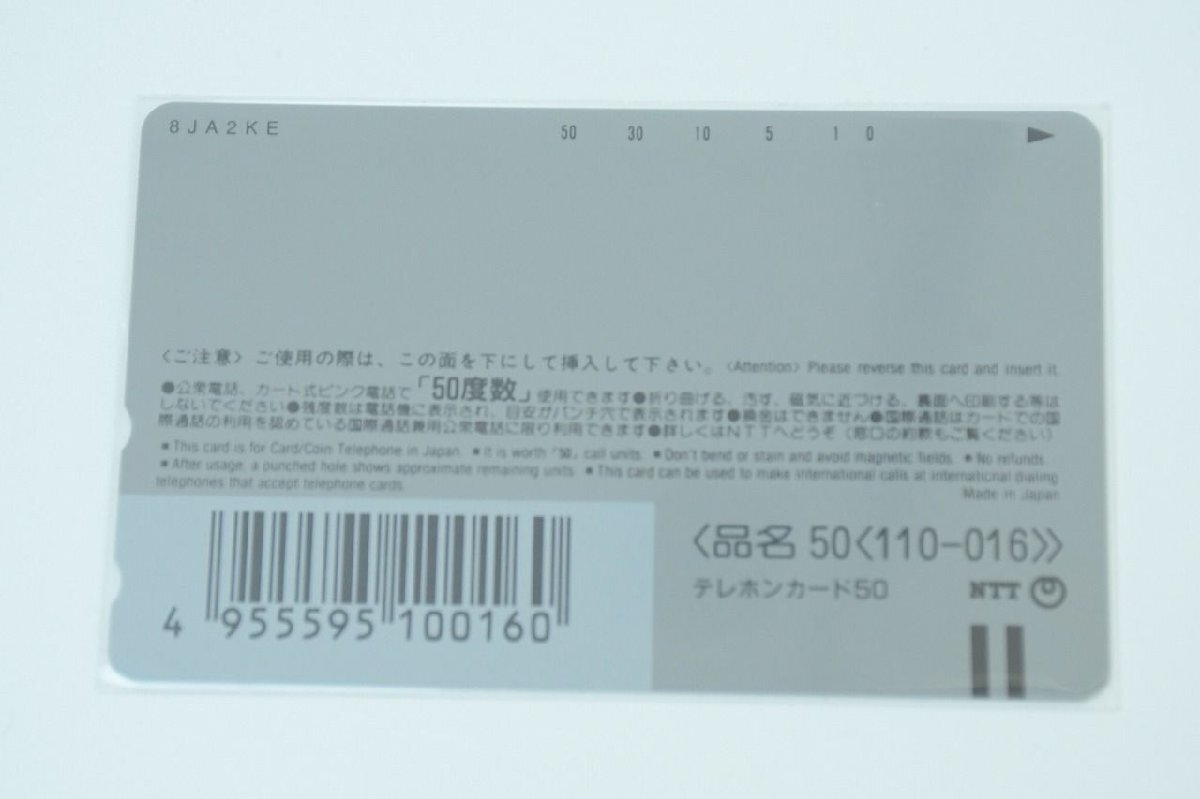 8JA2KE 50 30 10 5 1 0
〈ご注意〉ご使用の際は、この面を下にして挿入して下さい。〈Attention〉Please reverse this card and insert it.
●公衆電話、カード式ピンク電話で「50度数」使用できます●折り曲げる、汚す、磁気に近づける、裏面へ印刷する等は
しないでください●残度数は電話機に表示され、目安がパンチ穴で表示されます●換金はできません●国際通話はカードでの国
際通話の利用を認めている国際通話兼用公衆電話に限り利用できます●詳しくはNTTへどうぞ（窓口の約款もご覧ください）
■This card is for Card/Coin Telephone in Japan. ■It is worth「50」call units. ■Don't bend or stain and avoid magnetic fields. ■No refunds.
■After usage, a punched hole shows approximate remaining units. ■This card can be used to make international calls at international dialing
telephones that accept telephone cards.
Made in Japan
〈品名 50〈110-016〉〉
テレホンカード50
NTT
4 955595 100160